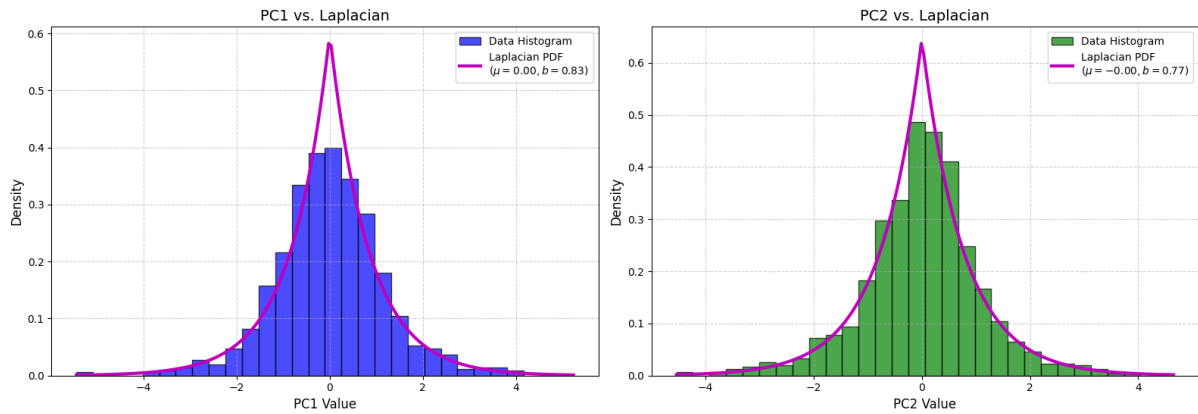 PC1 vs. Laplacian
Data Histogram
Laplacian PDF
(μ = 0.00, b = 0.83)
Density
0.6
0.5
0.4
0.3
0.2
0.1
0.0
−4
−2
0
2
4
PC1 Value
PC2 vs. Laplacian
Data Histogram
Laplacian PDF
(μ = −0.00, b = 0.77)
Density
0.6
0.5
0.4
0.3
0.2
0.1
0.0
−4
−2
0
2
4
PC2 Value